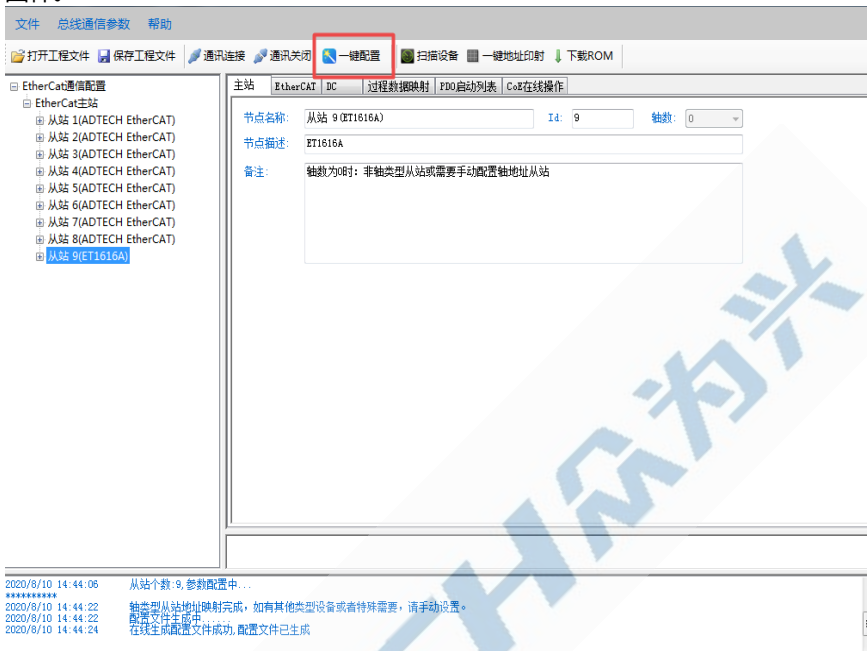 文件 总线通信参数 帮助
打开工程文件 保存工程文件 通讯连接 通讯关闭 一键配置 扫描设备 一键地址印射 下载ROM
EtherCat通信配置
EtherCat主站
从站 1(ADTECH EtherCAT)
从站 2(ADTECH EtherCAT)
从站 3(ADTECH EtherCAT)
从站 4(ADTECH EtherCAT)
从站 5(ADTECH EtherCAT)
从站 6(ADTECH EtherCAT)
从站 7(ADTECH EtherCAT)
从站 8(ADTECH EtherCAT)
从站 9(ET1616A)
主站 EtherCAT DC 过程数据映射 PDO启动列表 CoE在线操作
节点名称: 从站 9(ET1616A) Id: 9 轴数: 0
节点描述: ET1616A
备注: 轴数为0时: 非轴类型从站或需要手动配置轴地址从站
2020/8/10 14:44:06 从站个数:9,参数配置中...
**********
2020/8/10 14:44:22 轴类型从站地址映射完成，如有其他类型设备或者特殊需要，请手动设置。
2020/8/10 14:44:22 配置文件生成中......
2020/8/10 14:44:24 在线生成配置文件成功,配置文件已生成
众为兴